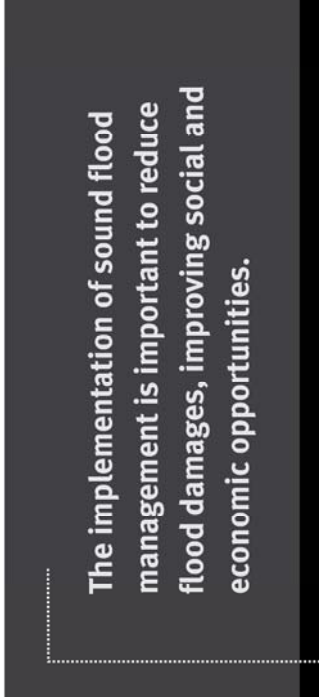 The implementation of sound flood
management is important to reduce
flood damages, improving social and
economic opportunities.